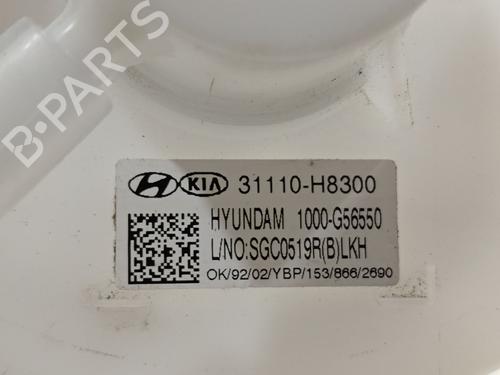 B-PARTS
KIA 31110-H8300
HYUNDAM 1000-G56550
L/NO:SGC0519R(B)LKH
OK/92/02/YBP/153/866/2690